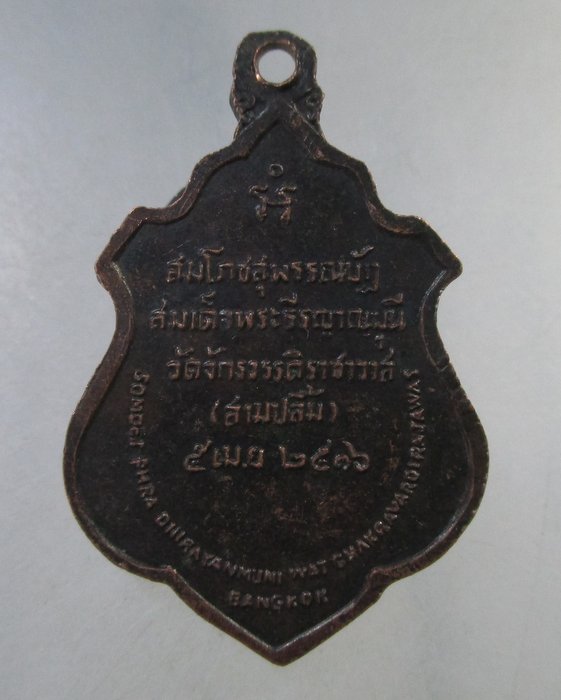 สมโภชสุพรรณบัฏ
สมเด็จพระธีรญาณมุนี
วัดจักรวรรดิราชาวาส
(สามปลื้ม)
๕ เม.ย ๒๕๓๖
SOMDEJ PHRA DHIRAYANMUNI WAT CHAKRAVARDIRAJAWAS
BANGKOK